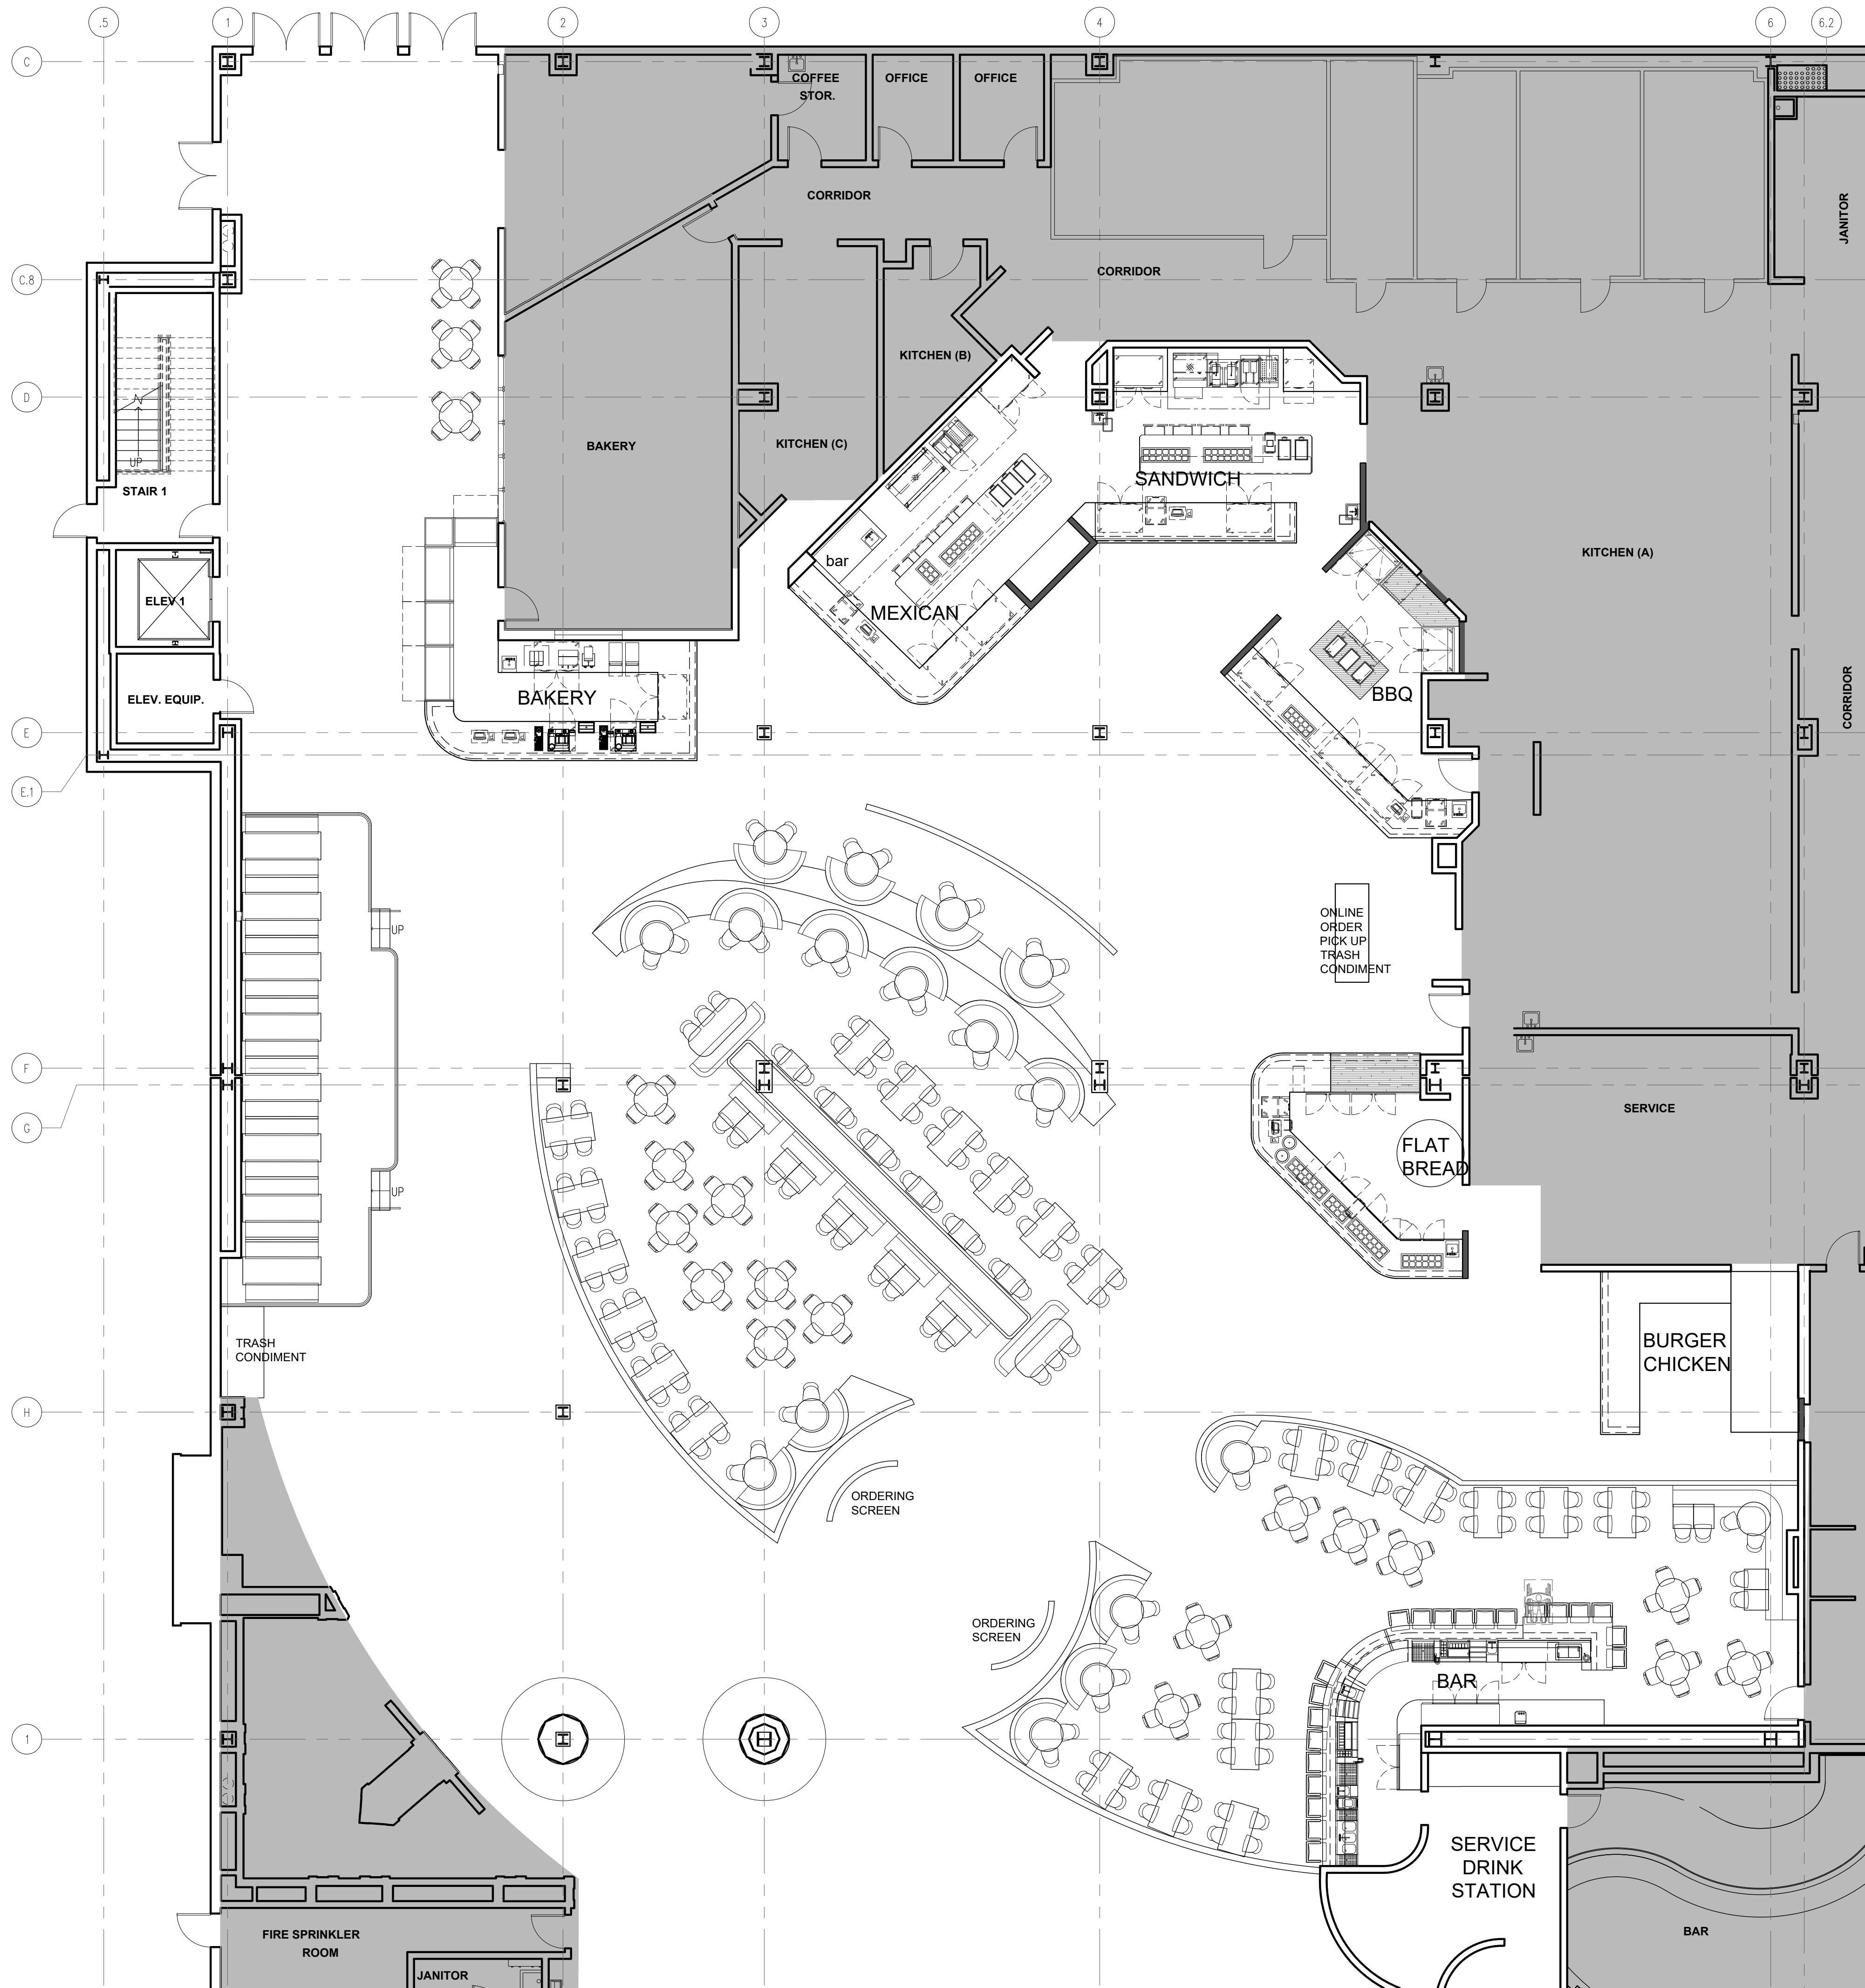 .5
1
2
3
4
6
6.2
C
COFFEE
STOR.
OFFICE
OFFICE
CORRIDOR
JANITOR
C.8
CORRIDOR
KITCHEN (B)
D
BAKERY
KITCHEN (C)
UP
STAIR 1
SANDWICH
KITCHEN (A)
bar
ELEV 1
MEXICAN
ELEV. EQUIP.
BAKERY
BBQ
CORRIDOR
E
E.1
UP
ONLINE
ORDER
PICK UP
TRASH
CONDIMENT
F
G
SERVICE
FLAT
BREAD
UP
TRASH
CONDIMENT
BURGER
CHICKEN
H
ORDERING
SCREEN
ORDERING
SCREEN
BAR
1
SERVICE
DRINK
STATION
FIRE SPRINKLER
ROOM
BAR
JANITOR